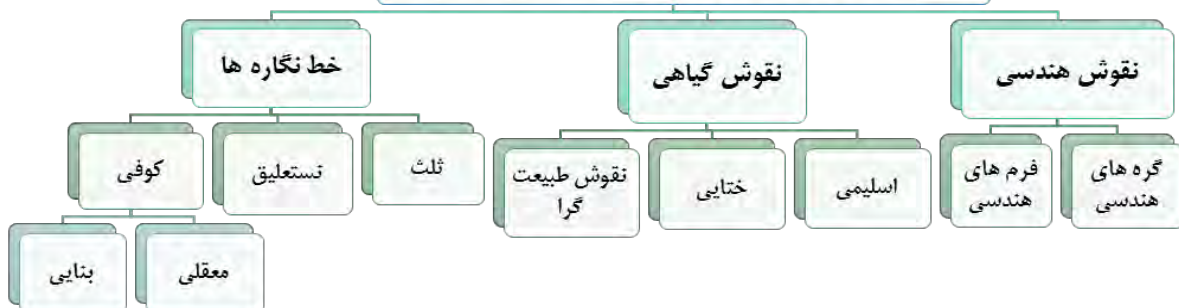 نقوش هندسی
نقوش گیاهی
خط نگاره ها
گره های
هندسی
فرم های
هندسی
اسلیمی
ختایی
نقوش طبیعت
گرا
ثلث
نستعلیق
کوفی
معقلی
بنایی